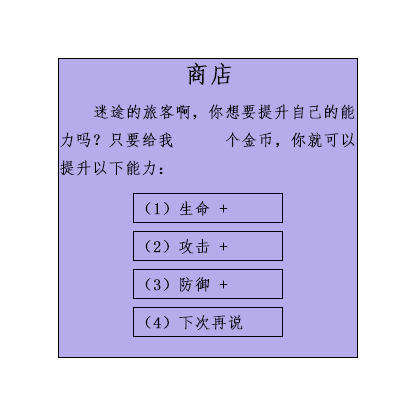 商店
迷途的旅客啊，你想要提升自己的能
力吗？只要给我 个金币，你就可以
提升以下能力：
（1）生命 +
（2）攻击 +
（3）防御 +
（4）下次再说